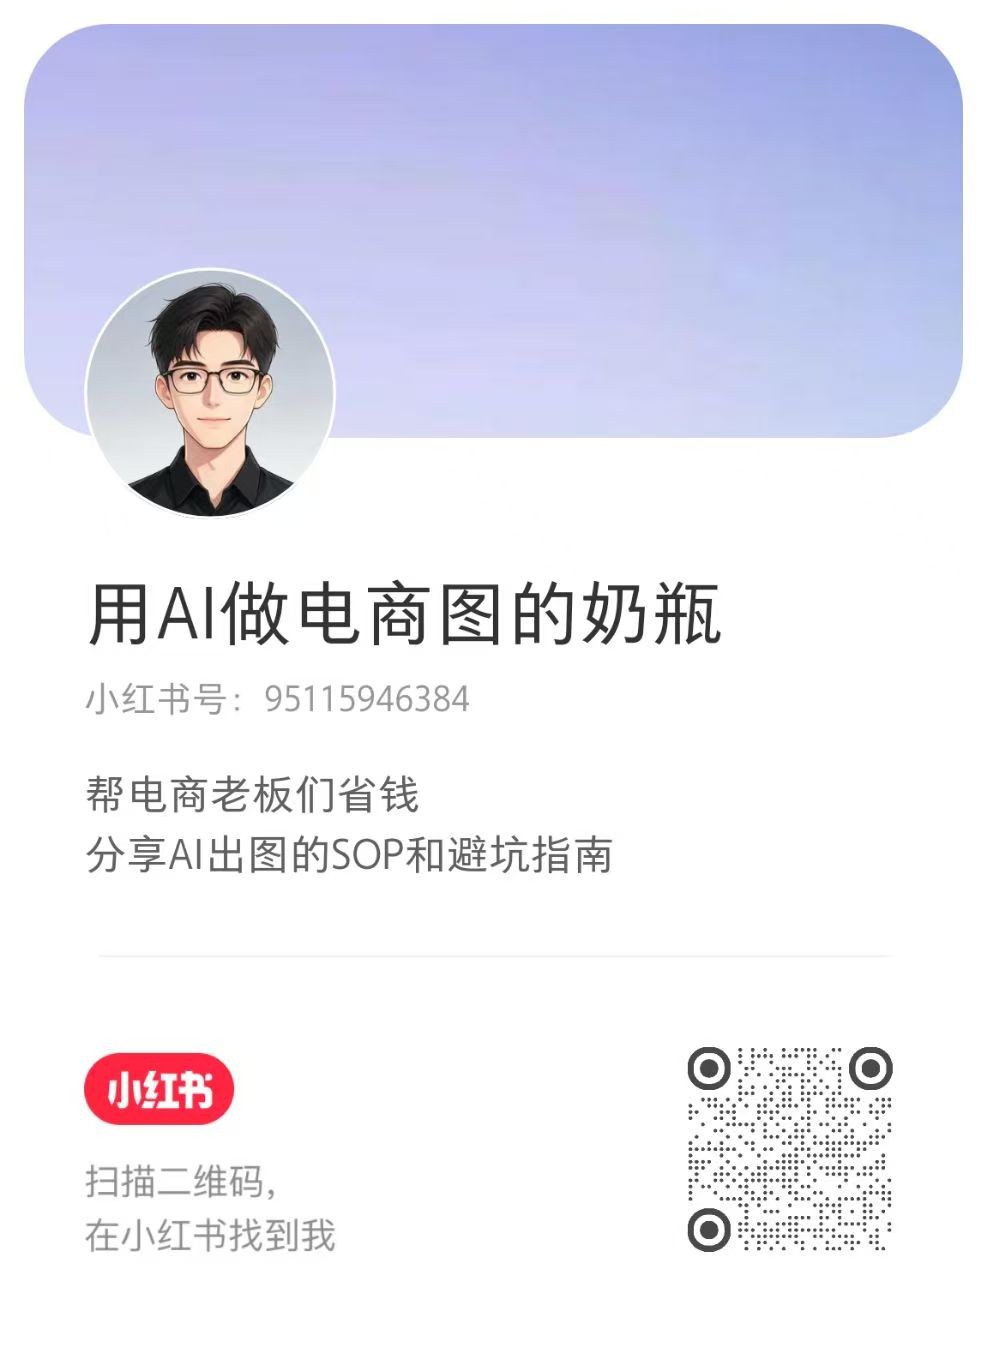 用AI做电商图的奶瓶
小红书号：95115946384
帮电商老板们省钱
分享AI出图的SOP和避坑指南
小红书
扫描二维码，
在小红书找到我